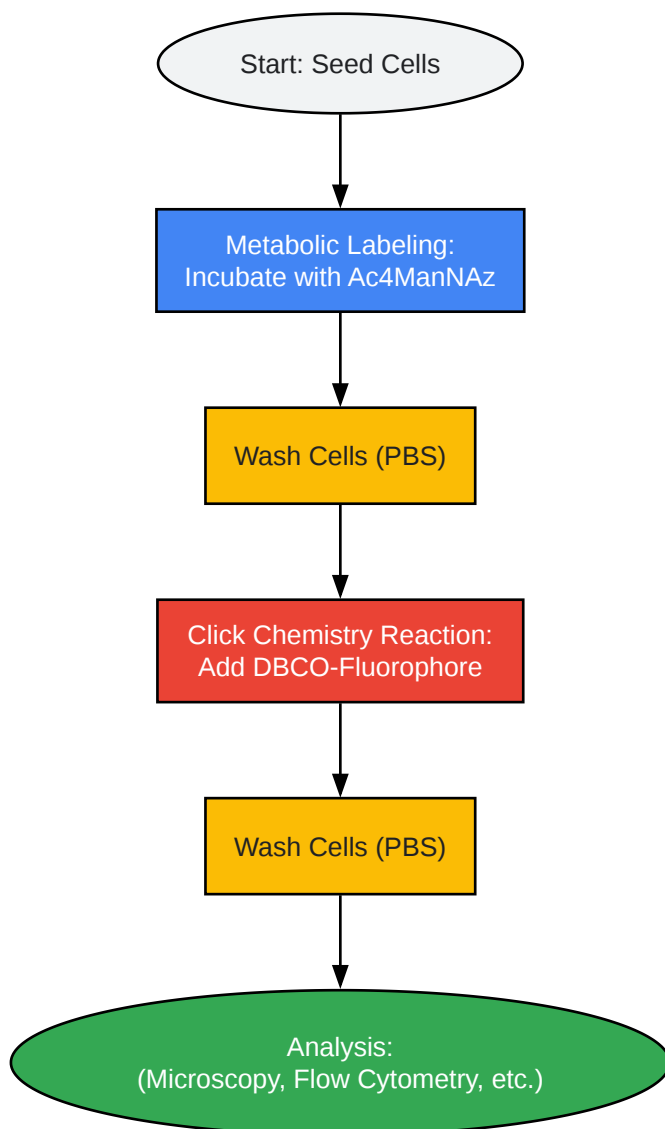 Start: Seed Cells
Metabolic Labeling:
Incubate with Ac4ManNAz
Wash Cells (PBS)
Click Chemistry Reaction:
Add DBCO-Fluorophore
Wash Cells (PBS)
Analysis:
(Microscopy, Flow Cytometry, etc.)